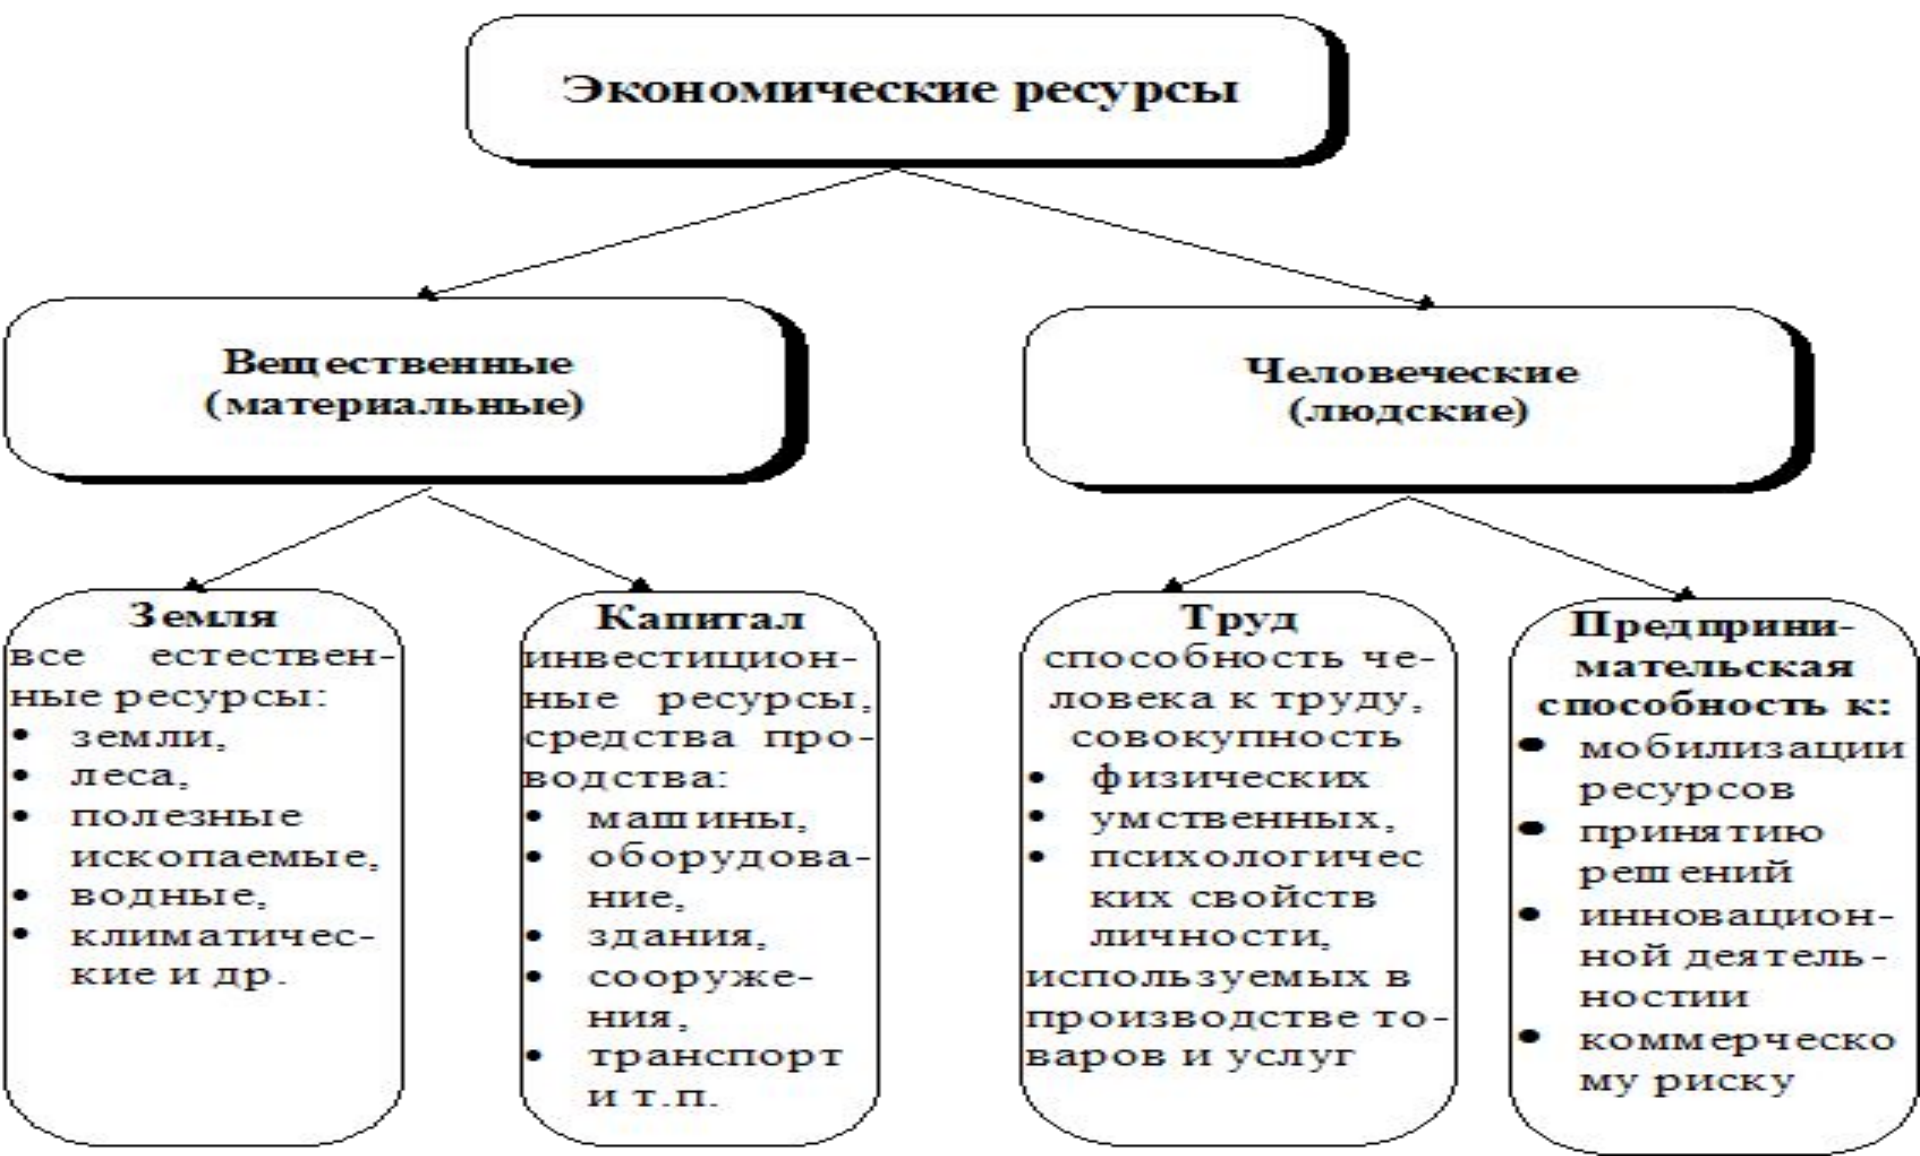 Экономические ресурсы
Вещественные
(материальные)
Человеческие
(людские)
Земля
все естествен-
ные ресурсы:
• земли,
• леса,
• полезные
ископаемые,
• водные,
• климатичес-
кие и др.
Капитал
инвестицион-
ные ресурсы,
средства про-
водства:
• машины,
• оборудова-
ние,
• здания,
• сооруже-
ния,
• транспорт
и т.п.
Труд
способность че-
ловека к труду,
совокупность
• физических
• умственных,
• психологичес
ких свойств
личности,
используемых в
производстве то-
варов и услуг
Предприни-
мательская
способность к:
• мобилизации
ресурсов
• принятию
решений
• инновацион-
ной деятель-
ностии
• коммерческо
му риску